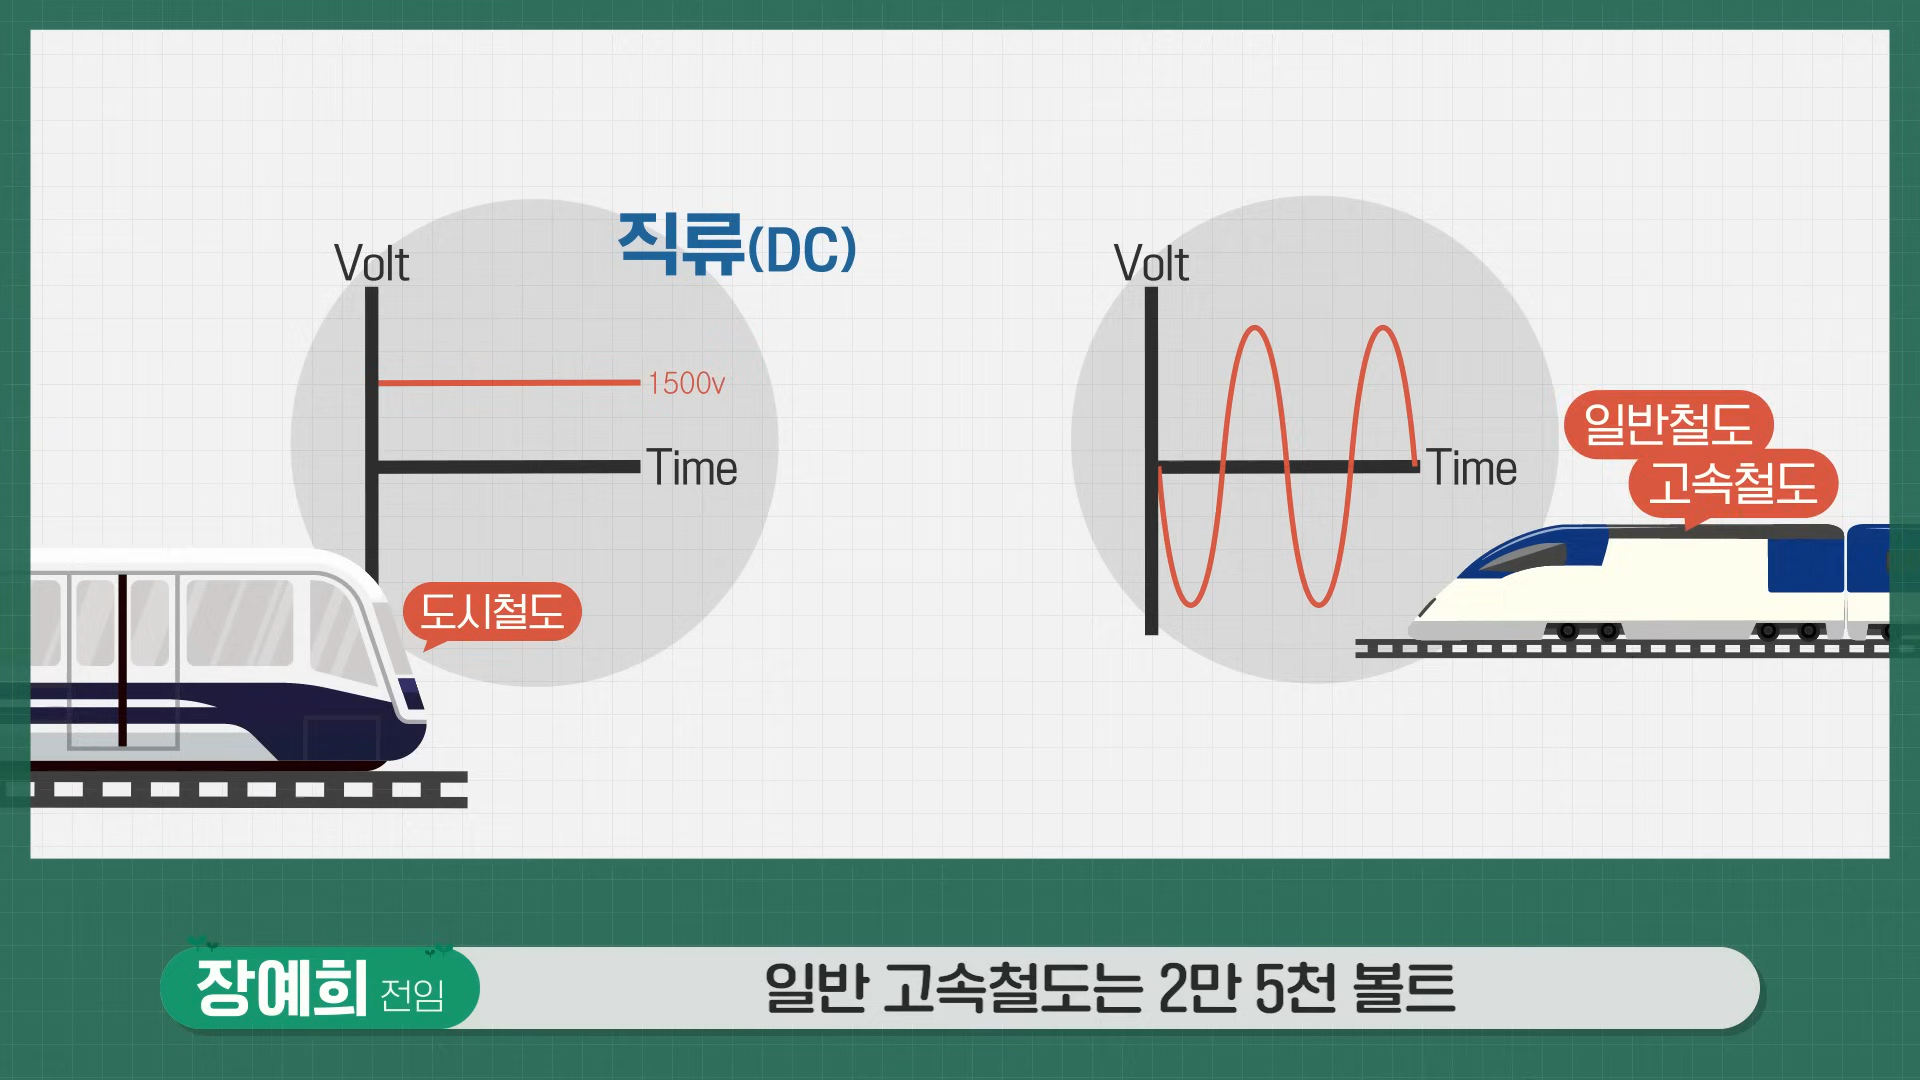 Volt
직류(DC)
1500v
Time
도시철도
Volt
Time
일반철도
고속철도
장예희 전임
일반 고속철도는 2만 5천 볼트